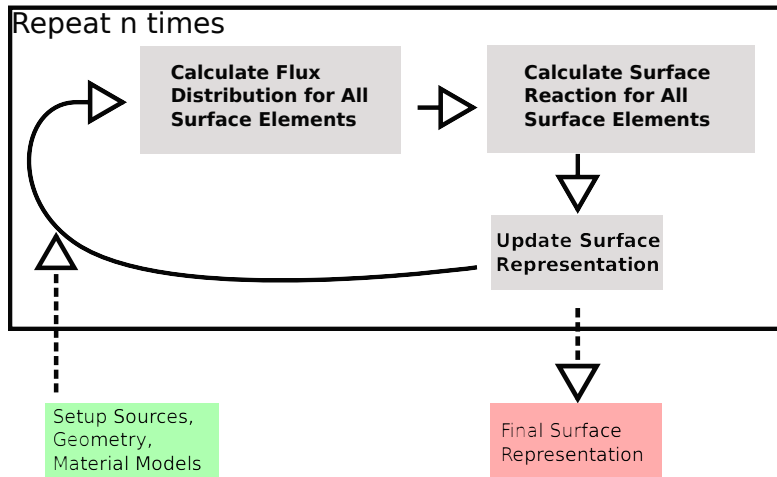 Repeat n times
Calculate Flux
Distribution for All
Surface Elements
Calculate Surface
Reaction for All
Surface Elements
Update Surface
Representation
Setup Sources,
Geometry,
Material Models
Final Surface
Representation